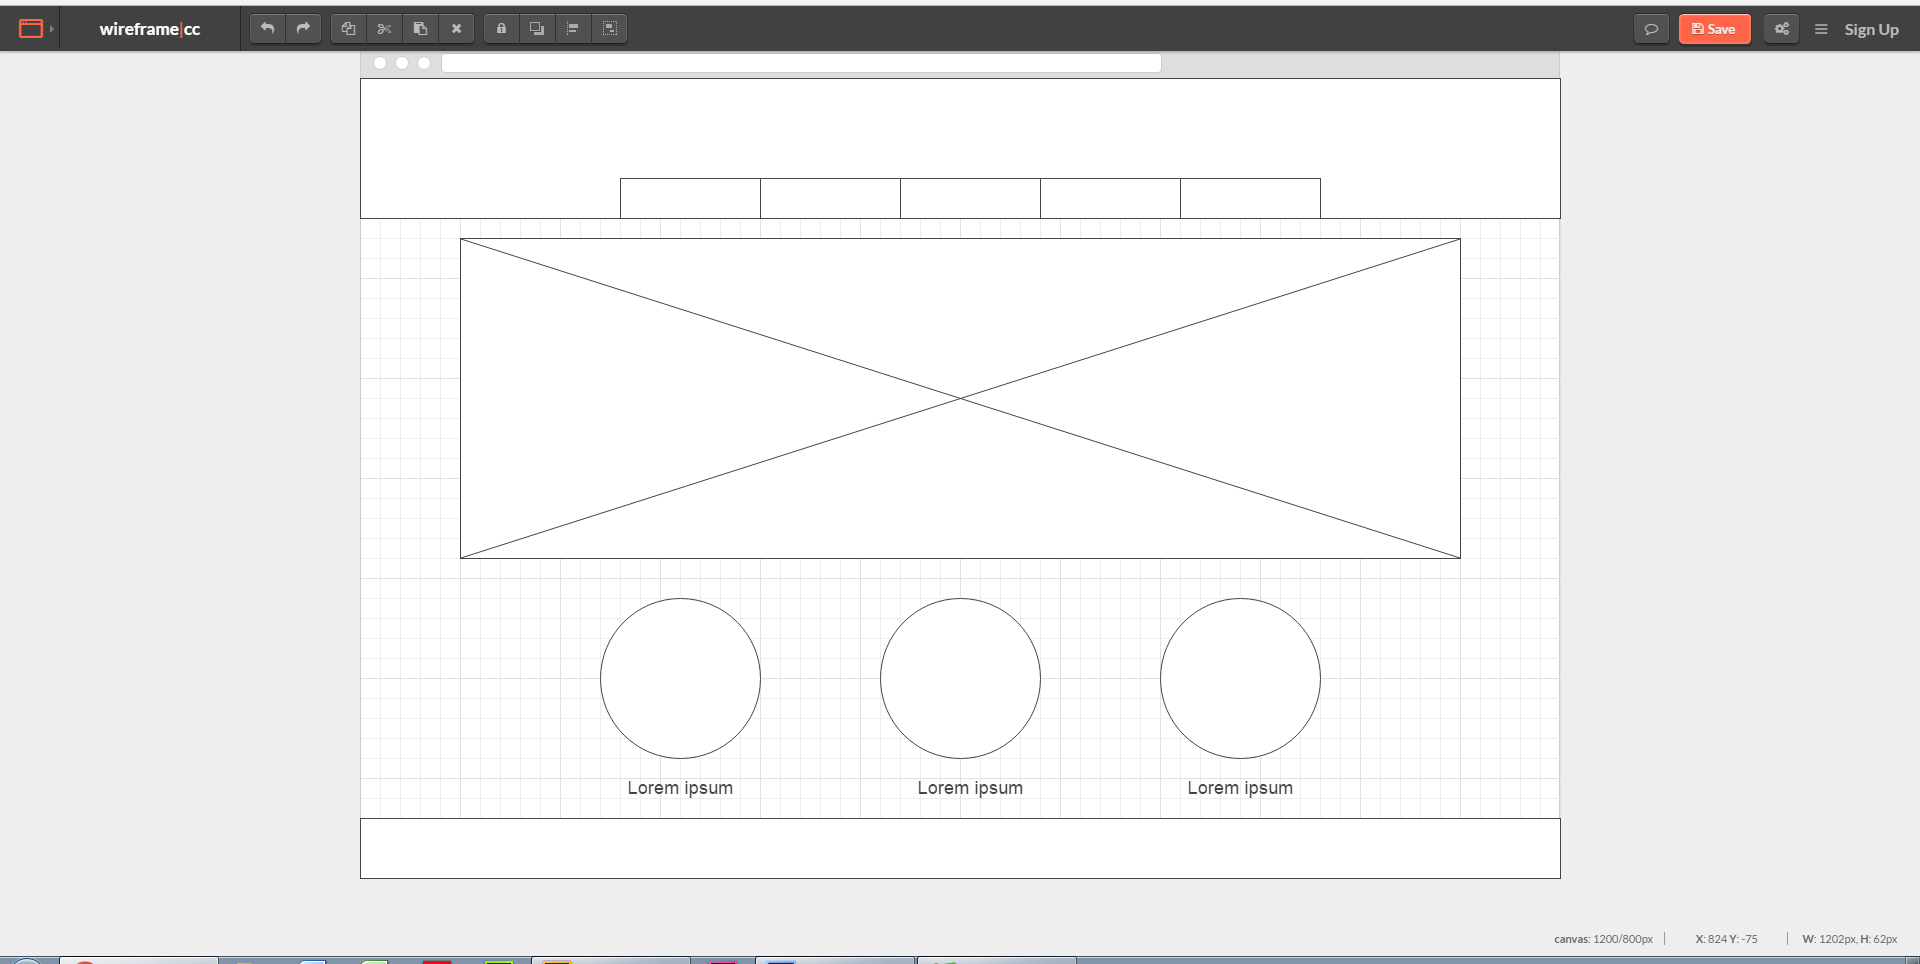 wireframe|cc
Save
Sign Up
Lorem ipsum
Lorem ipsum
Lorem ipsum
canvas: 1200/800px
X: 824 Y: -75
W: 1202px, H: 62px